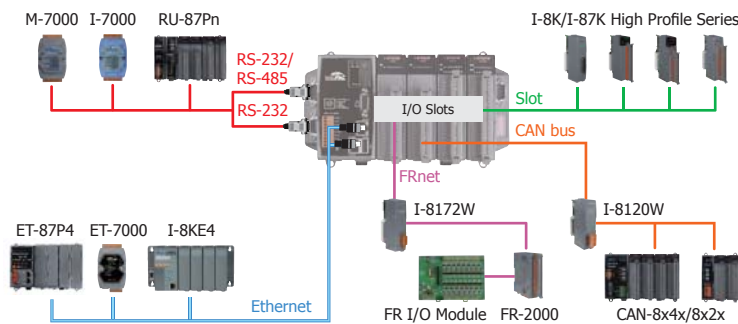 M-7000 I-7000 RU-87Pn
I-8K/I-87K High Profile Series
RS-232/
RS-485
RS-232
I/O Slots
Slot
CAN bus
FRnet
I-8172W
I-8120W
ET-87P4 ET-7000 I-8KE4
Ethernet
FR I/O Module FR-2000
CAN-8x4x/8x2x